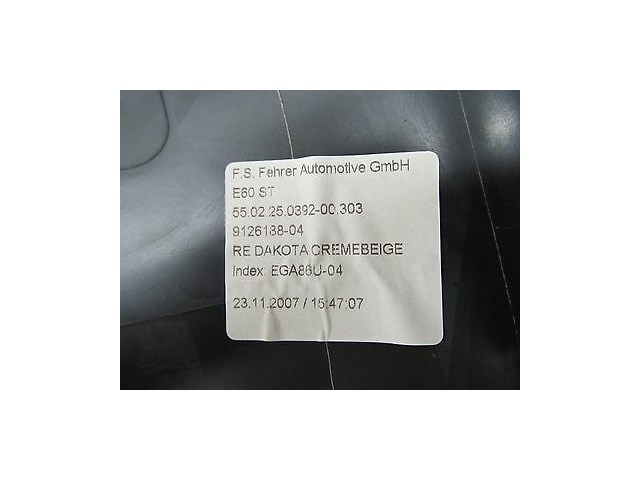 F.S. Fehrer Automotive GmbH
E60 ST
55.02.25.0392-00.303
9126188-04
RE DAKOTA CREMEBEIGE
Index: EGA86U-04
23.11.2007 / 15:47:07